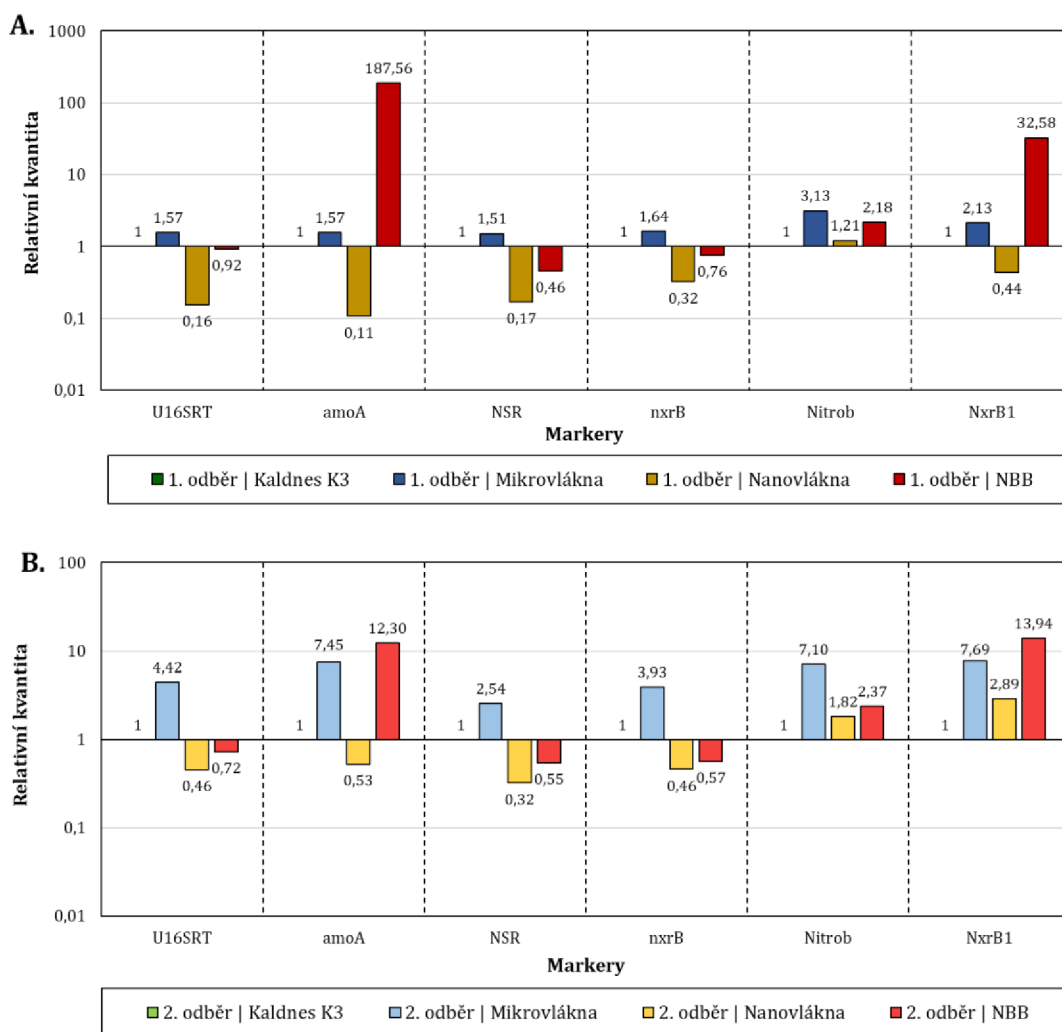 A.
1000
100
10
1
0,1
0,01
Relativní kvantita
1 1,57 0,16 0,92
1 1,57 0,11 187,56
1 1,51 0,17 0,46
1 1,64 0,32 0,76
1 3,13 1,21 2,18
1 2,13 0,44 32,58
U16SRT amoA NSR nxrB Nitrob NxrB1
Markery
1. odběr | Kaldnes K3 1. odběr | Mikrovlákna 1. odběr | Nanovlákna 1. odběr | NBB
B.
100
10
1
0,1
0,01
Relativní kvantita
1 4,42 0,46 0,72
1 7,45 0,53 12,30
1 2,54 0,32 0,55
1 3,93 0,46 0,57
1 7,10 1,82 2,37
1 7,69 2,89 13,94
U16SRT amoA NSR nxrB Nitrob NxrB1
Markery
2. odběr | Kaldnes K3 2. odběr | Mikrovlákna 2. odběr | Nanovlákna 2. odběr | NBB